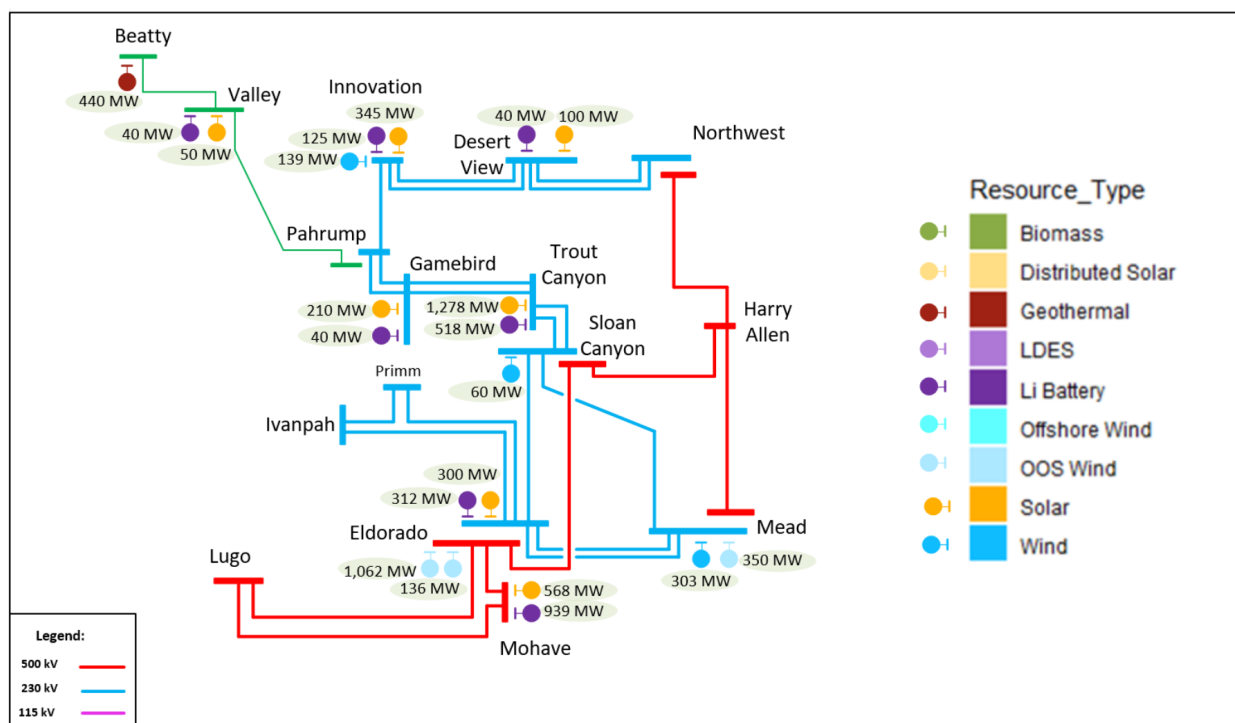 Beatty
440 MW
Valley
40 MW
50 MW
Innovation
345 MW
125 MW
139 MW
40 MW
100 MW
Desert
View
Northwest
Pahrump
Gamebird
210 MW
40 MW
Trout
Canyon
1,278 MW
518 MW
Sloan
Canyon
60 MW
Harry
Allen
Primm
Ivanpah
300 MW
312 MW
Eldorado
1,062 MW
136 MW
Mead
303 MW
350 MW
Lugo
568 MW
939 MW
Mohave
Legend:
500 kV
230 kV
115 kV
Resource_Type
Biomass
Distributed Solar
Geothermal
LDES
Li Battery
Offshore Wind
OOS Wind
Solar
Wind